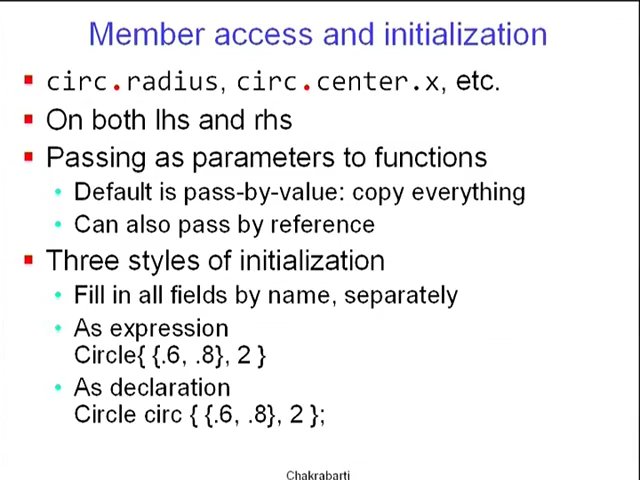 Member access and initialization
circ.radius, circ.center.x, etc.
On both lhs and rhs
Passing as parameters to functions
Default is pass-by-value: copy everything
Can also pass by reference
Three styles of initialization
Fill in all fields by name, separately
As expression
Circle{ {.6, .8}, 2 }
As declaration
Circle circ { {.6, .8}, 2 };
Chakrabarti